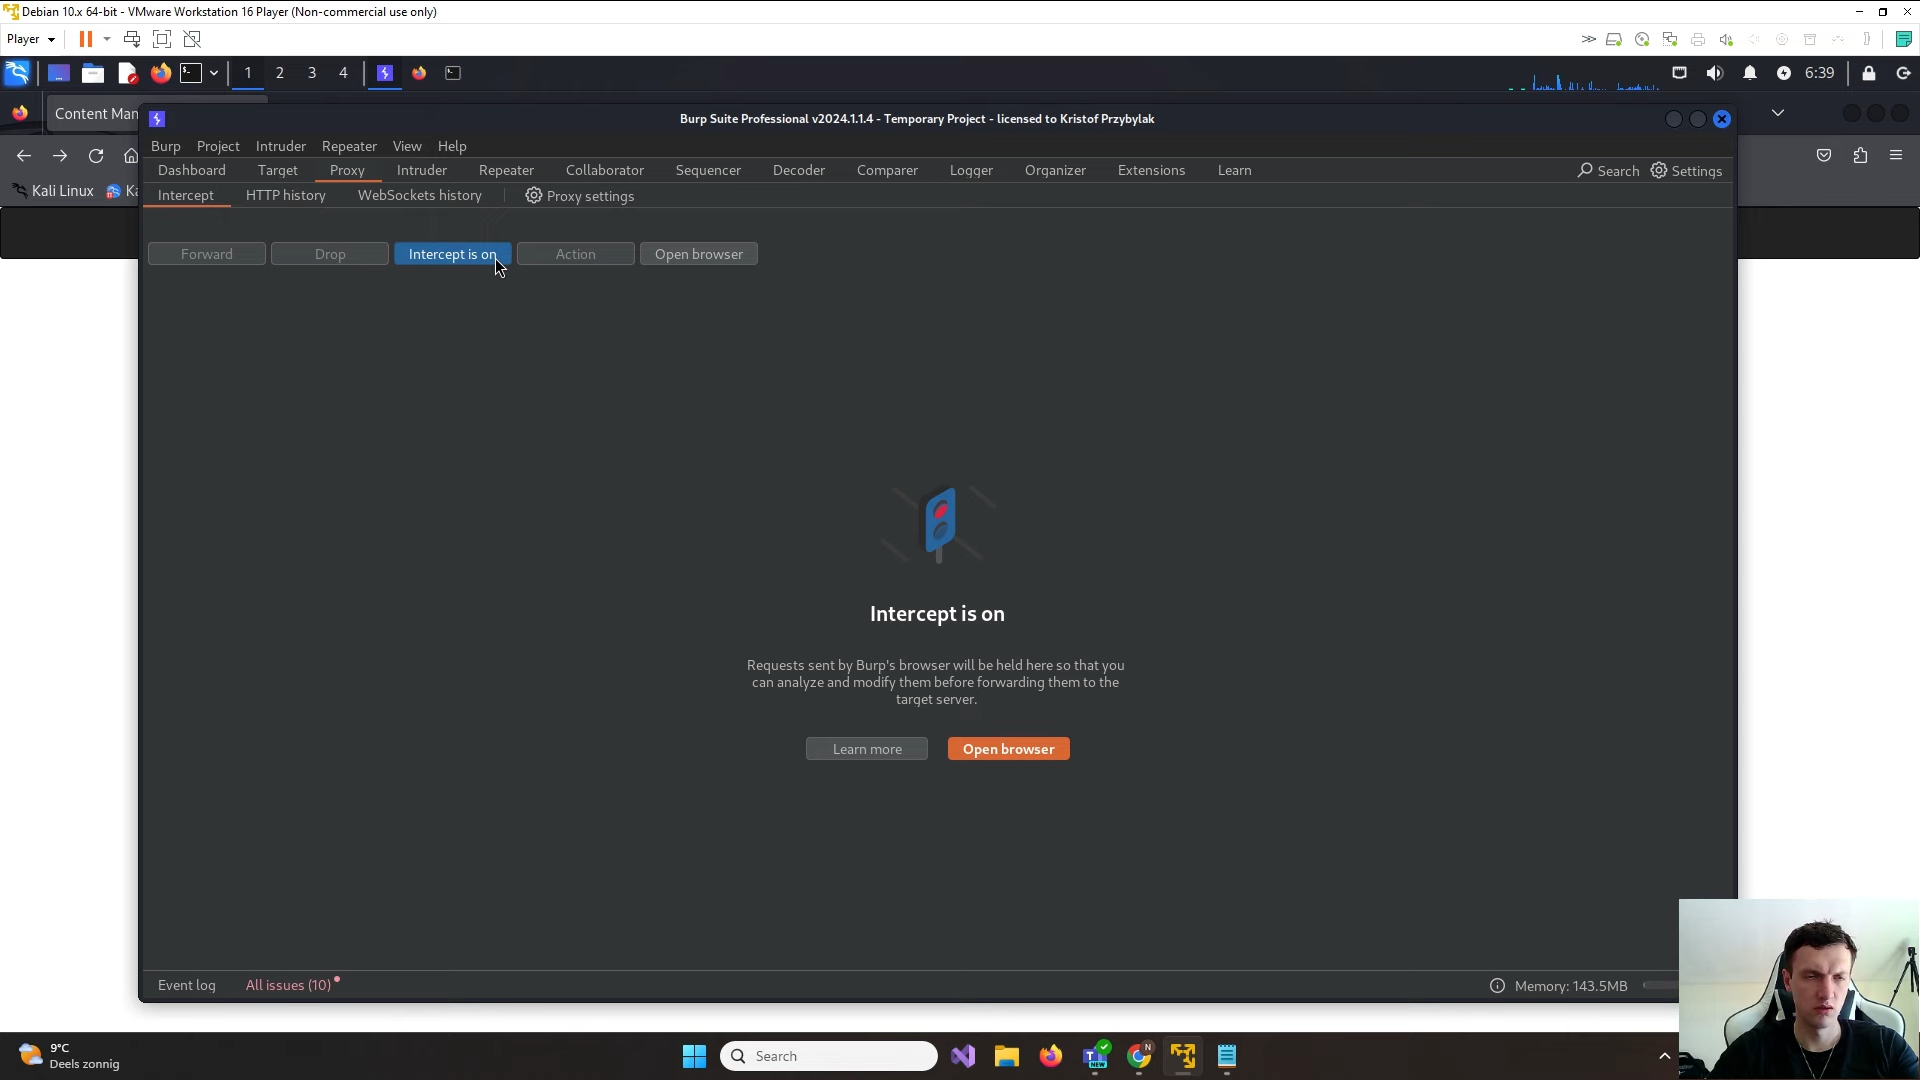 Debian 10.x 64-bit - VMware Workstation 16 Player (Non-commercial use only)
Player
1 2 3 4
6:39
Content Man
Burp Suite Professional v2024.1.1.4 - Temporary Project - licensed to Kristof Przybylak
Burp Project Intruder Repeater View Help
Dashboard Target Proxy Intruder Repeater Collaborator Sequencer Decoder Comparer Logger Organizer Extensions Learn Search Settings
Kali Linux Ka
Intercept HTTP history WebSockets history Proxy settings
Forward Drop Intercept is on Action Open browser
Intercept is on
Requests sent by Burp's browser will be held here so that you
can analyze and modify them before forwarding them to the
target server.
Learn more Open browser
Event log All issues (10) Memory: 143.5MB
9°C
Deels zonnig
Search
NEW
N